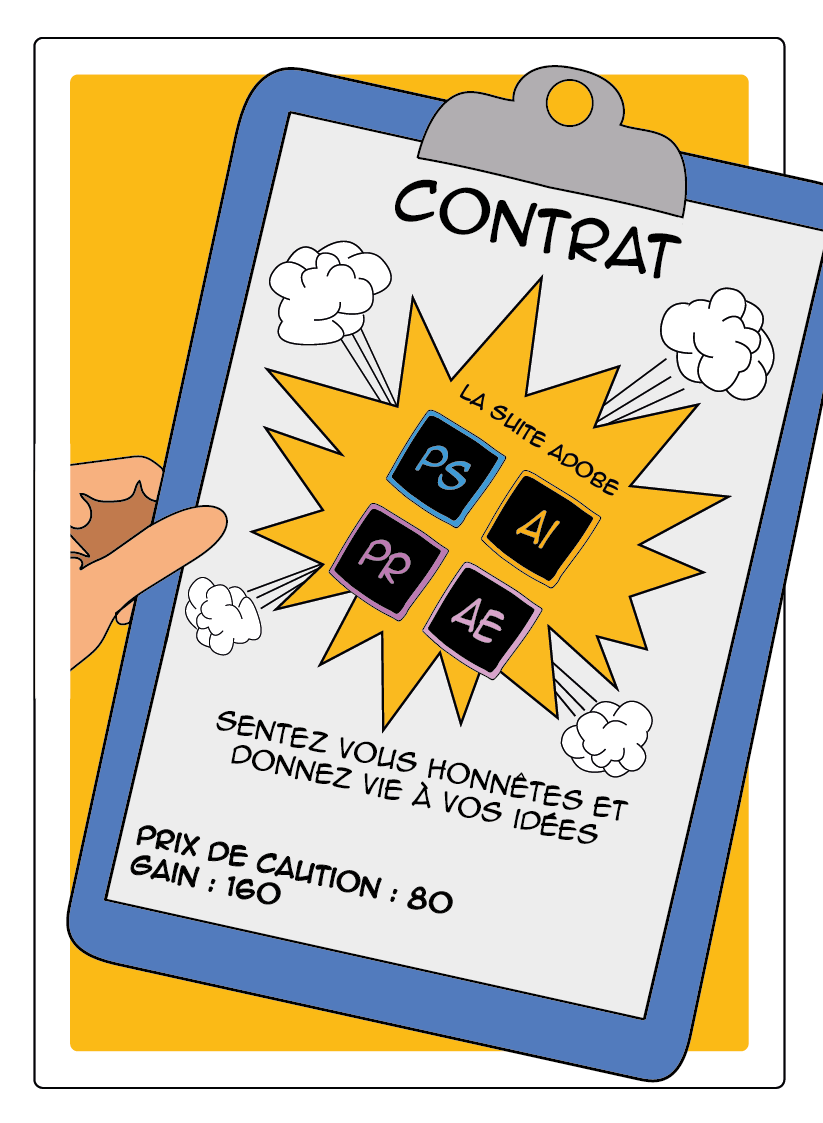 CONTRAT
LA SUITE ADOBE
PS
AI
PR
AE
SENTEZ VOUS HONNÊTES ET
DONNEZ VIE À VOS IDÉES
PRIX DE CAUTION : 80
GAIN : 160